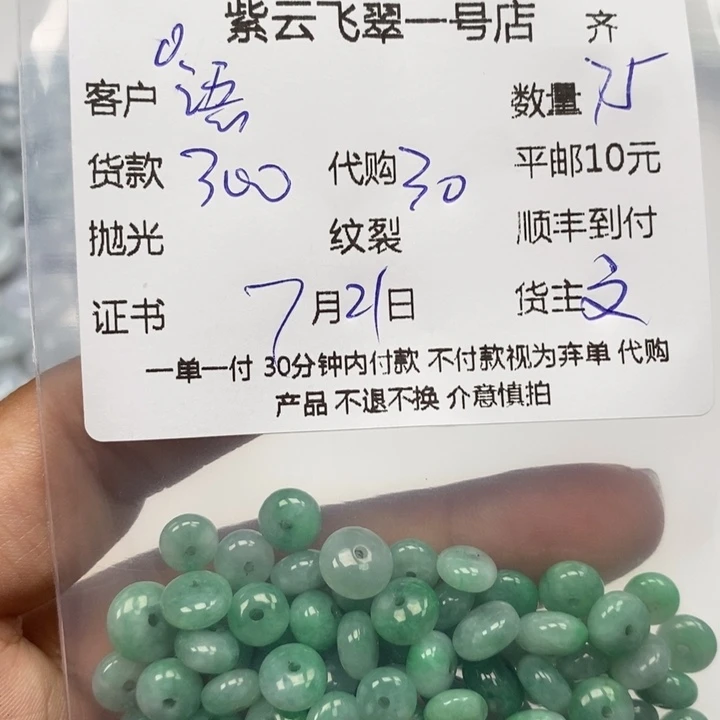 紫云飞翠一号店 齐
客户 语 数量 75
货款 300 代购 30 平邮10元
抛光 纹裂 顺丰到付
证书 7月21日 货主 文
一单一付 30分钟内付款 不付款视为弃单 代购
产品 不退不换 介意慎拍